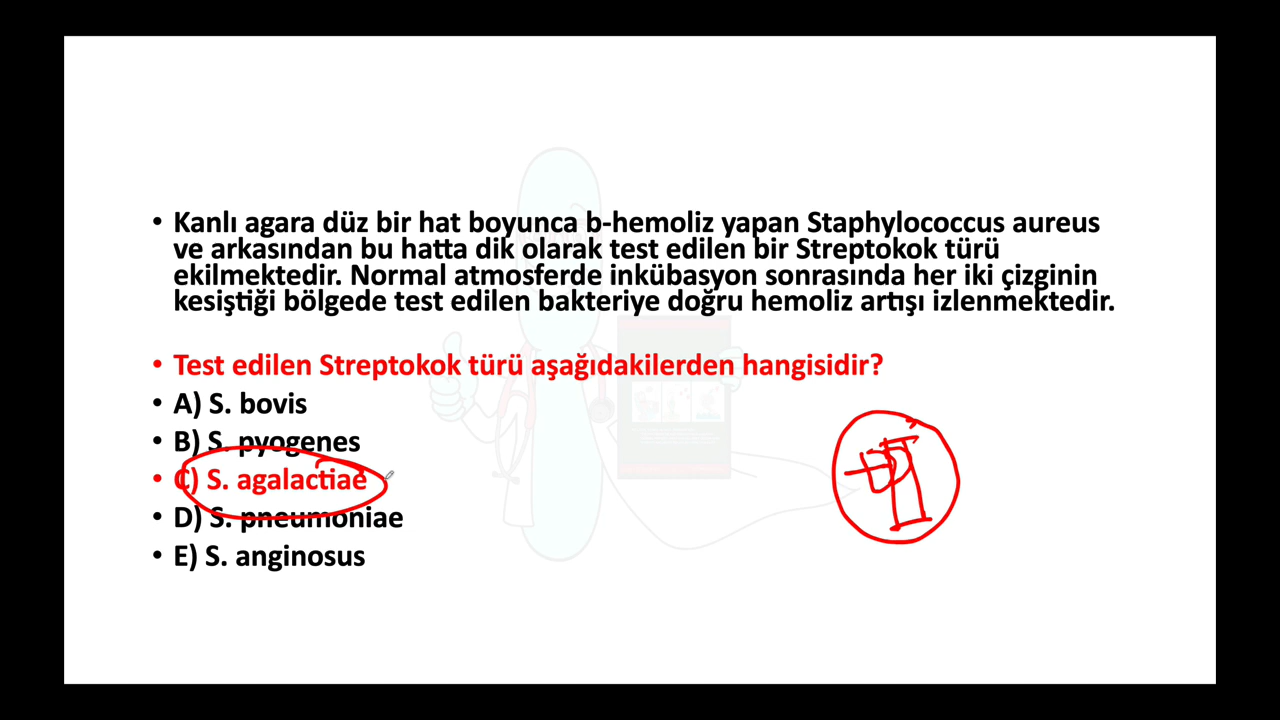 • Kanlı agara düz bir hat boyunca b-hemoliz yapan Staphylococcus aureus
ve arkasından bu hatta dik olarak test edilen bir Streptokok türü
ekilmektedir. Normal atmosferde inkübasyon sonrasında her iki çizginin
kesiştiği bölgede test edilen bakteriye doğru hemoliz artışı izlenmektedir.
• Test edilen Streptokok türü aşağıdakilerden hangisidir?
• A) S. bovis
• B) S. pyogenes
• C) S. agalactiae
• D) S. pneumoniae
• E) S. anginosus